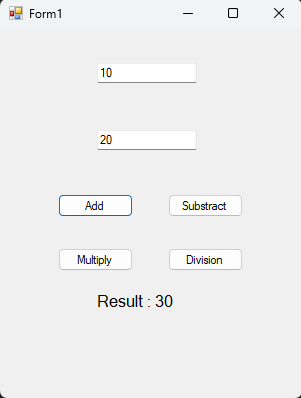 Form1
10
20
Add Substract
Multiply Division
Result : 30